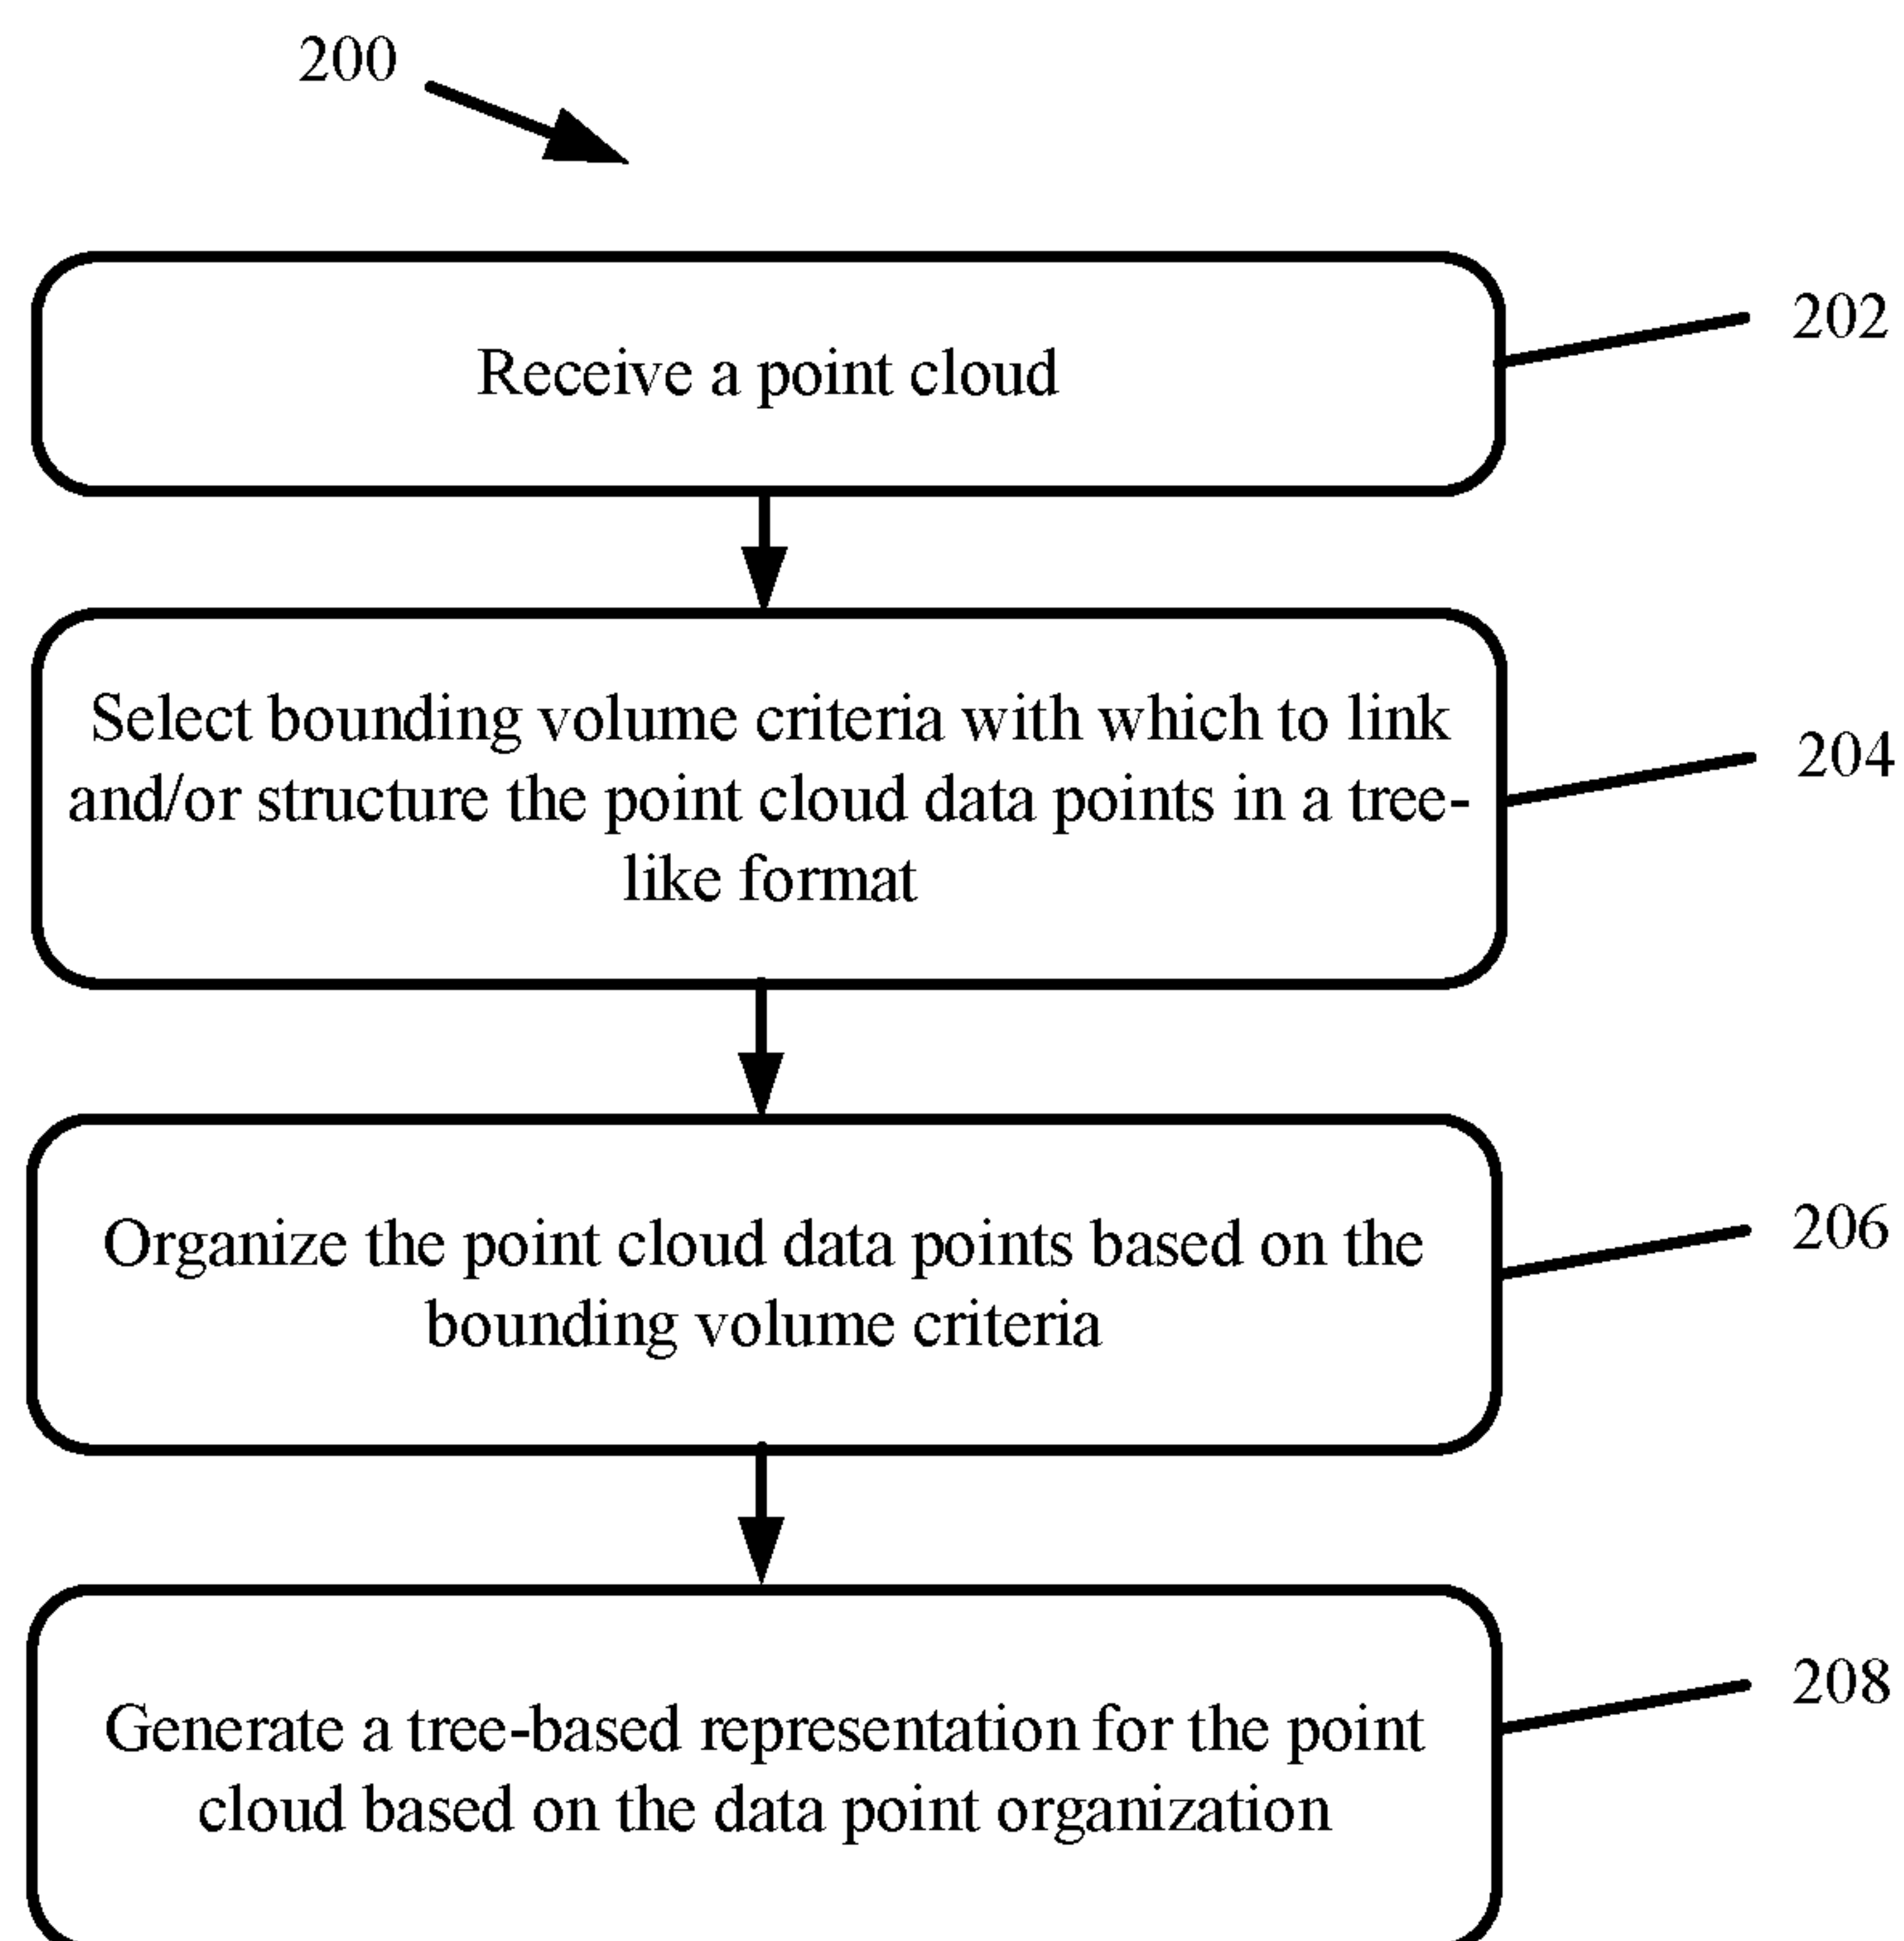 200
Receive a point cloud
202
Select bounding volume criteria with which to link
and/or structure the point cloud data points in a tree-
like format
204
Organize the point cloud data points based on the
bounding volume criteria
206
Generate a tree-based representation for the point
cloud based on the data point organization
208